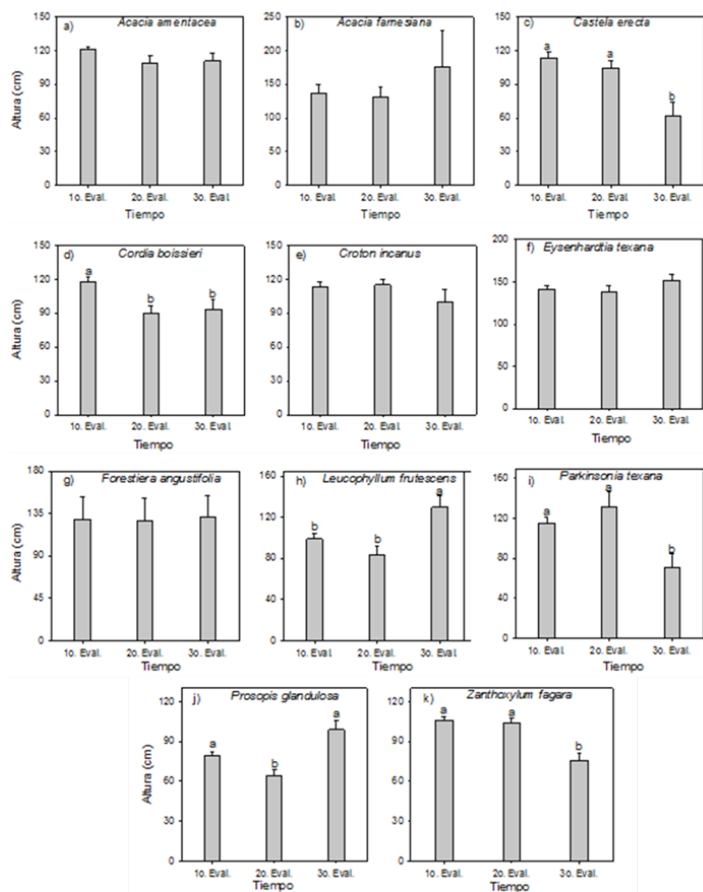 a) Acacia amentacea
Altura (cm)
150
120
90
60
30
0
1o. Eval. 2o. Eval. 3o. Eval.
Tiempo
b) Acacia farnesiana
250
200
150
100
50
0
1o. Eval. 2o. Eval. 3o. Eval.
Tiempo
c) Castela erecta
150
120
90
60
30
0
a a b
1o. Eval. 2o. Eval. 3o. Eval.
Tiempo
d) Cordia boissieri
Altura (cm)
150
120
90
60
30
0
a b b
1o. Eval. 2o. Eval. 3o. Eval.
Tiempo
e) Croton incanus
150
120
90
60
30
0
1o. Eval. 2o. Eval. 3o. Eval.
Tiempo
f) Eysenhardtia texana
200
150
100
50
0
1o. Eval. 2o. Eval. 3o. Eval.
Tiempo
g) Forestiera angustifolia
Altura (cm)
180
135
90
45
0
1o. Eval. 2o. Eval. 3o. Eval.
Tiempo
h) Leucophyllum frutescens
160
120
80
40
0
b b a
1o. Eval. 2o. Eval. 3o. Eval.
Tiempo
i) Parkinsonia texana
160
120
80
40
0
a a b
1o. Eval. 2o. Eval. 3o. Eval.
Tiempo
j) Prosopis glandulosa
Altura (cm)
120
90
60
30
0
a b a
1o. Eval. 2o. Eval. 3o. Eval.
Tiempo
k) Zanthoxylum fagara
120
90
60
30
0
a a b
1o. Eval. 2o. Eval. 3o. Eval.
Tiempo